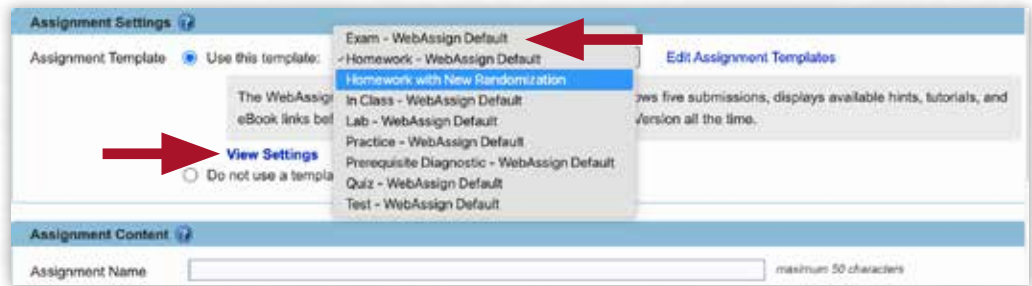 Assignment Settings
Exam - WebAssign Default
Assignment Template Use this template: ✓Homework - WebAssign Default Edit Assignment Templates
Homework with New Randomization
The WebAssig In Class - WebAssign Default ows five submissions, displays available hints, tutorials, and
eBook links bef Lab - WebAssign Default Version all the time.
Practice - WebAssign Default
View Settings Prerequisite Diagnostic - WebAssign Default
Do not use a templa Quiz - WebAssign Default
Test - WebAssign Default
Assignment Content
Assignment Name maximum 50 characters